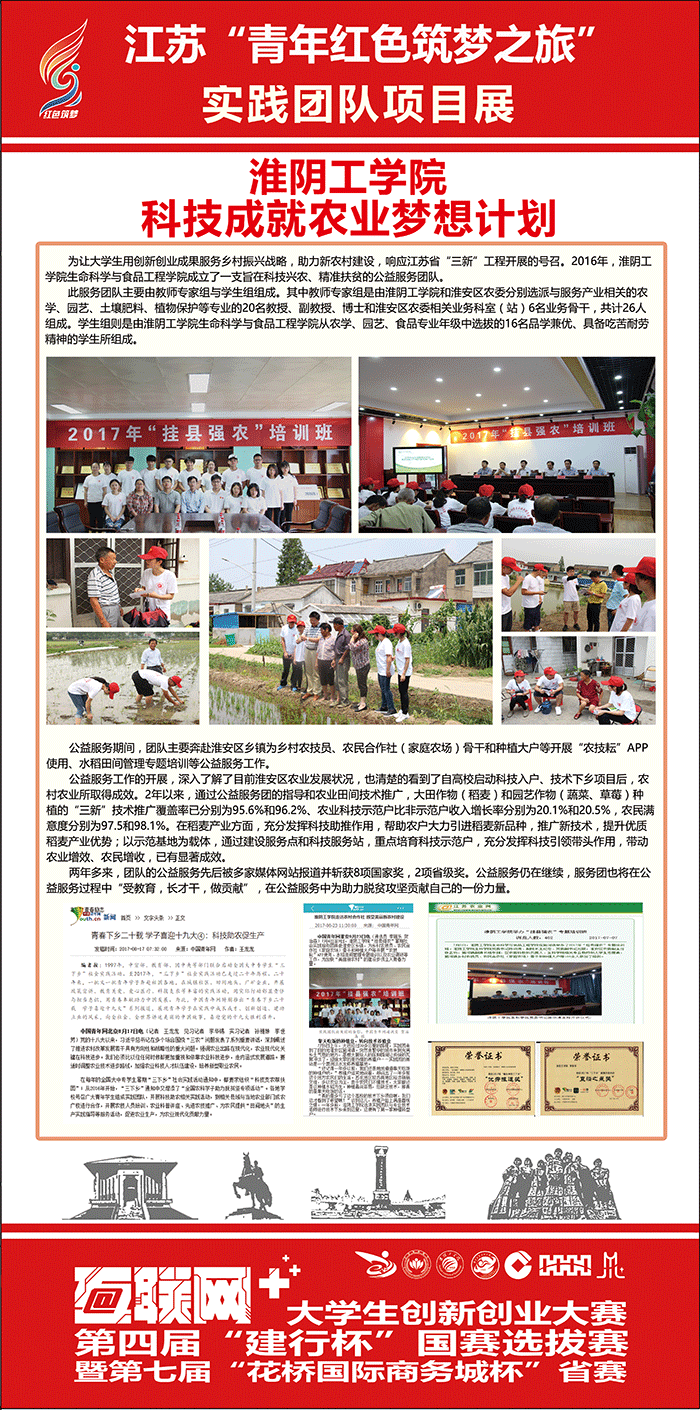 江苏“青年红色筑梦之旅”
实践团队项目展
红色筑梦
淮阴工学院
科技成就农业梦想计划
为让大学生用创新创业成果服务乡村振兴战略，助力新农村建设，响应江苏省“三新”工程开展的号召。2016年，淮阴工
学院生命科学与食品工程学院成立了一支旨在科技兴农、精准扶贫的公益服务团队。
此服务团队主要由教师专家组与学生组组成。其中教师专家组是由淮阴工学院和淮安区农委分别选派与服务产业相关的农
学、园艺、土壤肥料、植物保护等专业的20名教授、副教授、博士和淮安区农委相关业务科室（站）6名业务骨干，共计26人
组成。学生组则是由淮阴工学院生命科学与食品工程学院从农学、园艺、食品专业年级中选拔的16名品学兼优、具备吃苦耐劳
精神的学生所组成。
2017年“挂县强农”培训班
2017年“挂县强农”培训班
公益服务期间，团队主要奔赴淮安区乡镇为乡村农技员、农民合作社（家庭农场）骨干和种植大户等开展“农技耘”APP
使用、水稻田间管理专题培训等公益服务工作。
公益服务工作的开展，深入了解了目前淮安区农业发展状况，也清楚的看到了自高校启动科技入户、技术下乡项目后，农
村农业所取得成效。2年以来，通过公益服务团的指导和农业田间技术推广，大田作物（稻麦）和园艺作物（蔬菜、草莓）种
植的“三新”技术推广覆盖率已分别为95.6%和96.2%、农业科技示范户比非示范户收入增长率分别为20.1%和20.5%，农民满
意度分别为97.5和98.1%。在稻麦产业方面，充分发挥科技助推作用，帮助农户大力引进稻麦新品种，推广新技术，提升优质
稻麦产业优势；以示范基地为载体，通过建设服务点和科技服务站，重点培育科技示范户，充分发挥科技引领带头作用，带动
农业增效、农民增收，已有显著成效。
两年多来，团队的公益服务先后被多家媒体网站报道并斩获8项国家奖，2项省级奖。公益服务仍在继续，服务团也将在公
益服务过程中“受教育，长才干，做贡献”，在公益服务中为助力脱贫攻坚贡献自己的一份力量。
新闻 首页 >> 文字头条 >> 正文
青春下乡二十载 学子喜迎十九大④：科技助农促生产
发稿时间：2017-08-17 07:32:00 来源：中国青年网 作者：王龙龙
荣誉证书
荣誉证书
互联网++
大学生创新创业大赛
第四届“建行杯”国赛选拔赛
暨第七届“花桥国际商务城杯”省赛